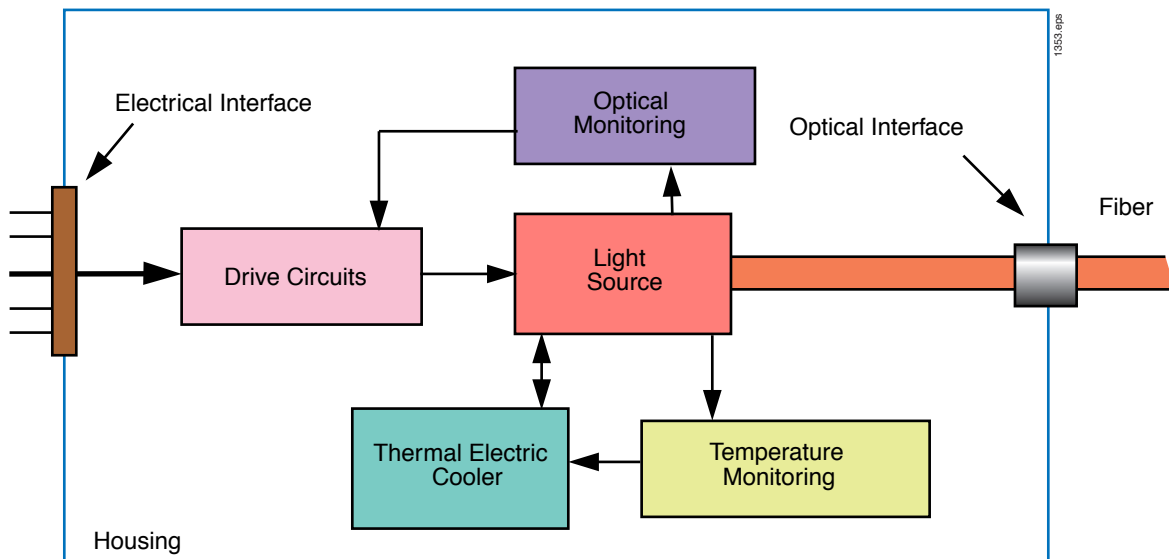 1353.eps
Electrical Interface
Optical
Monitoring
Optical Interface
Fiber
Drive Circuits
Light
Source
Thermal Electric
Cooler
Temperature
Monitoring
Housing